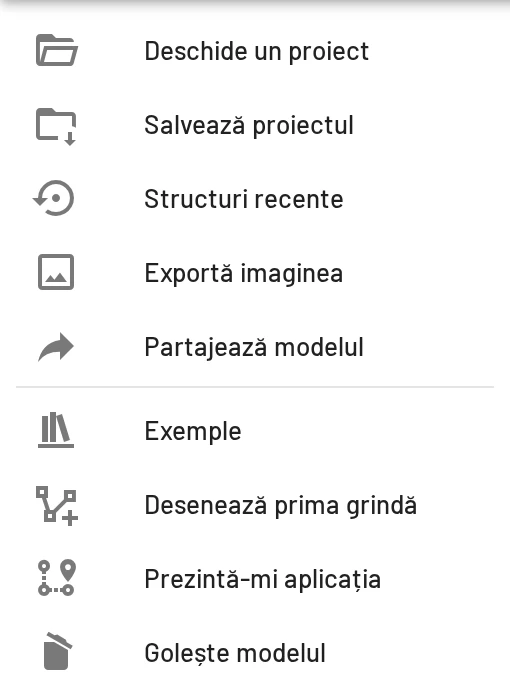 Deschide un proiect
Salvează proiectul
Structuri recente
Exportă imaginea
Partajează modelul
Exemple
Desenează prima grindă
Prezintă-mi aplicația
Golește modelul